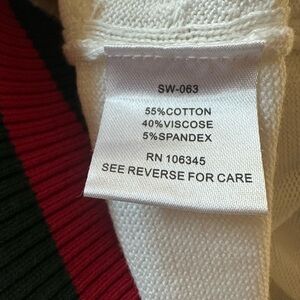 SW-063
55%COTTON
40%VISCOSE
5%SPANDEX
RN 106345
SEE REVERSE FOR CARE